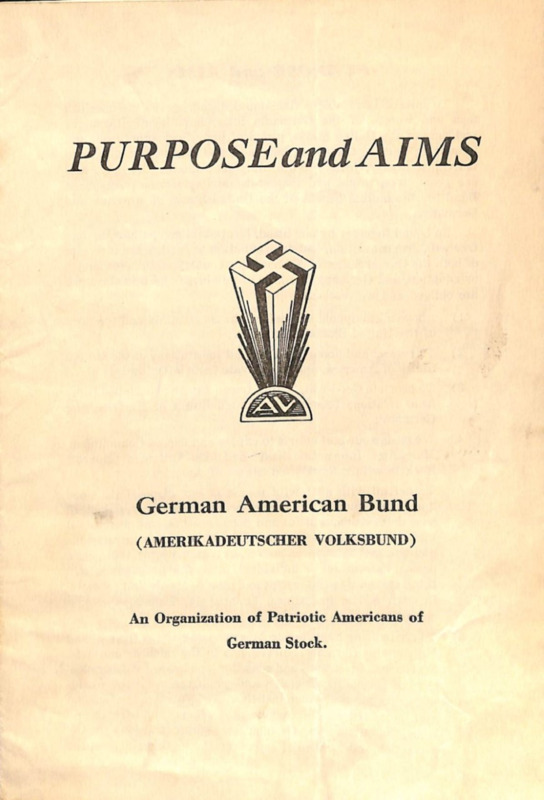 PURPOSE and AIMS
AV
German American Bund
(AMERIKADEUTSCHER VOLKSBUND)
An Organization of Patriotic Americans of
German Stock.